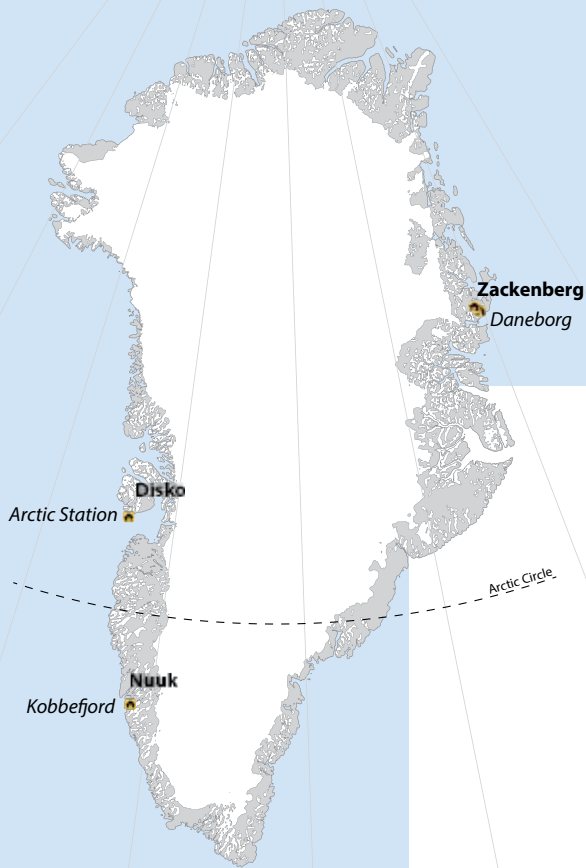 Zackenberg
Daneborg
Disko
Arctic Station
Arctic Circle
Nuuk
Kobbefjord